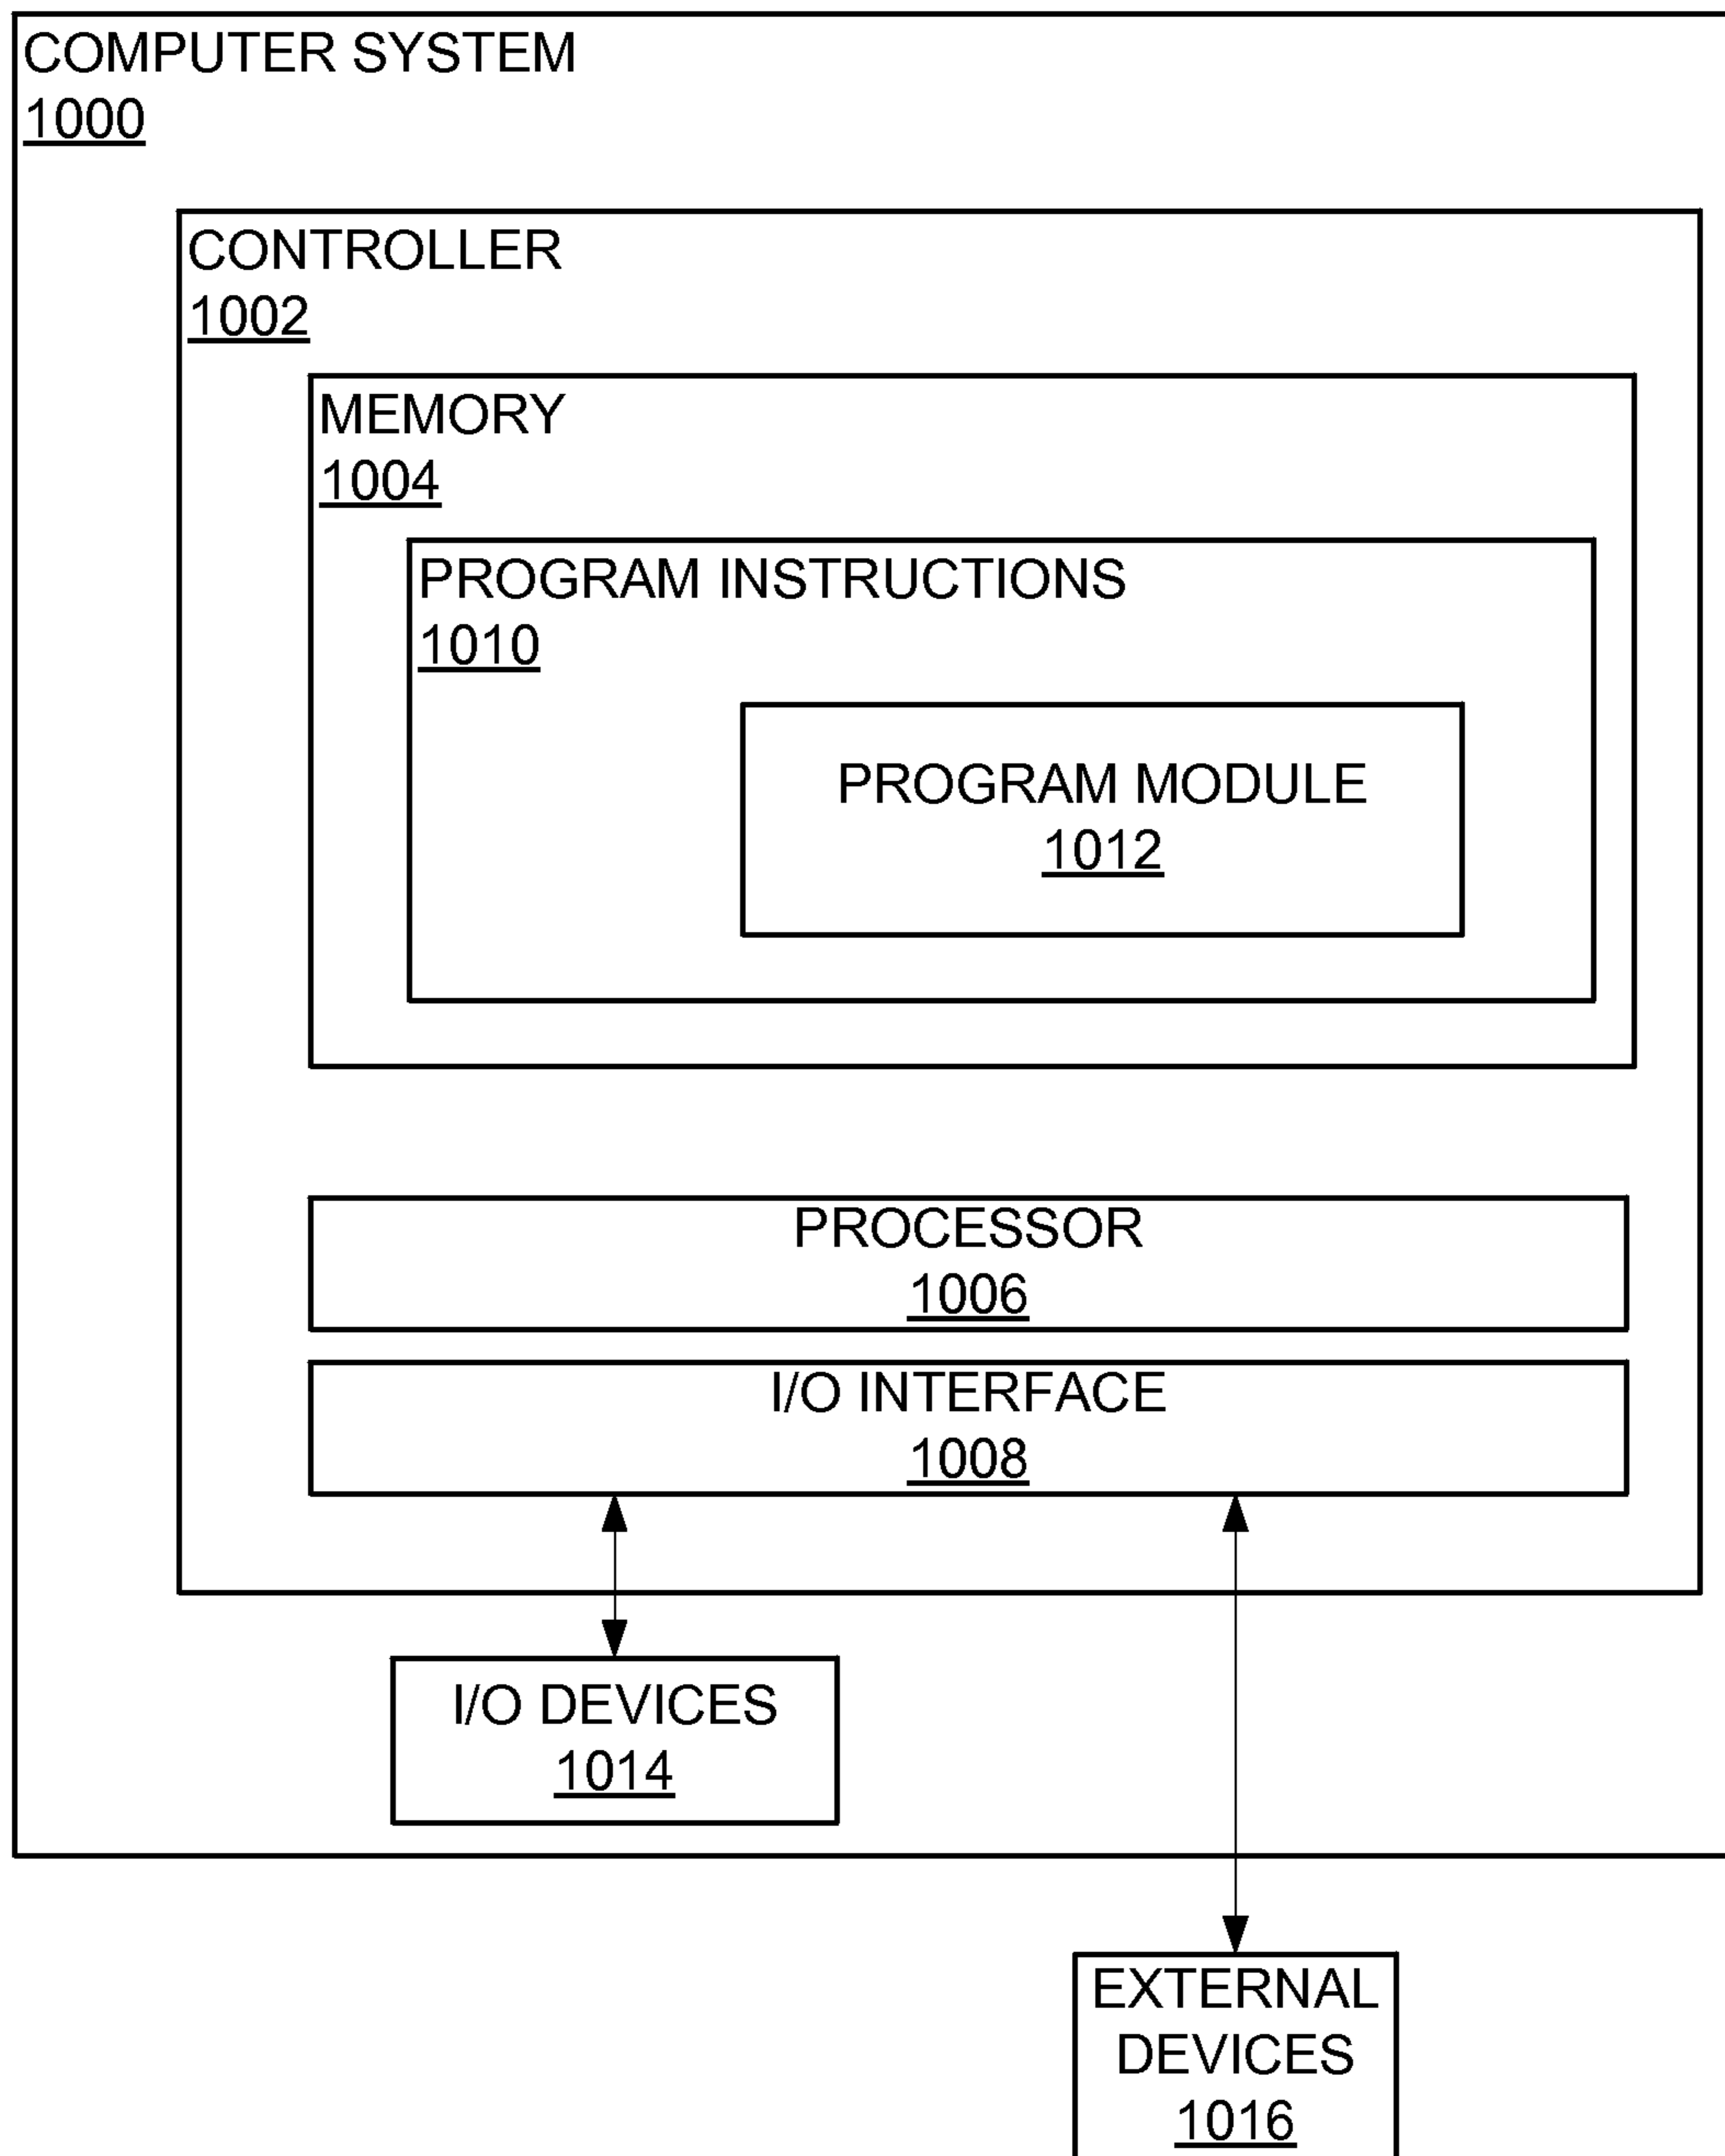 COMPUTER SYSTEM
1000
CONTROLLER
1002
MEMORY
1004
PROGRAM INSTRUCTIONS
1010
PROGRAM MODULE
1012
PROCESSOR
1006
I/O INTERFACE
1008
I/O DEVICES
1014
EXTERNAL
DEVICES
1016